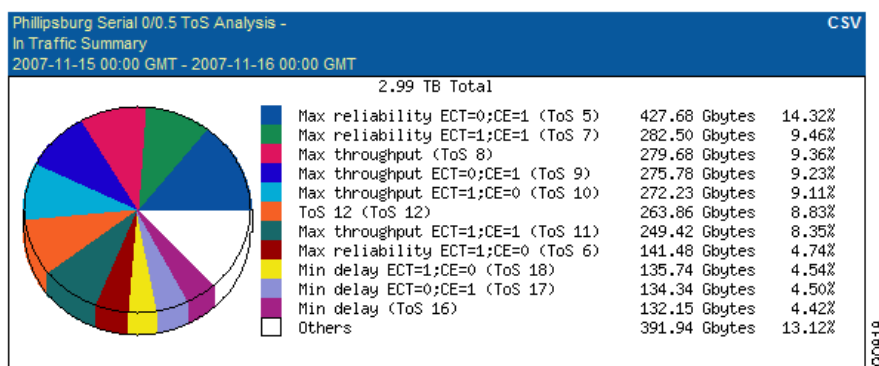 Phillipsburg Serial 0/0.5 ToS Analysis - CSV
In Traffic Summary
2007-11-15 00:00 GMT - 2007-11-16 00:00 GMT
2.99 TB Total
Max reliability ECT=0;CE=1 (ToS 5) 427.68 Gbytes 14.32%
Max reliability ECT=1;CE=1 (ToS 7) 282.50 Gbytes 9.46%
Max throughput (ToS 8) 279.68 Gbytes 9.36%
Max throughput ECT=0;CE=1 (ToS 9) 275.78 Gbytes 9.23%
Max throughput ECT=1;CE=0 (ToS 10) 272.23 Gbytes 9.11%
ToS 12 (ToS 12) 263.86 Gbytes 8.83%
Max throughput ECT=1;CE=1 (ToS 11) 249.42 Gbytes 8.35%
Max reliability ECT=1;CE=0 (ToS 6) 141.48 Gbytes 4.74%
Min delay ECT=1;CE=0 (ToS 18) 135.74 Gbytes 4.54%
Min delay ECT=0;CE=1 (ToS 17) 134.34 Gbytes 4.50%
Min delay (ToS 16) 132.15 Gbytes 4.42%
Others 391.94 Gbytes 13.12%